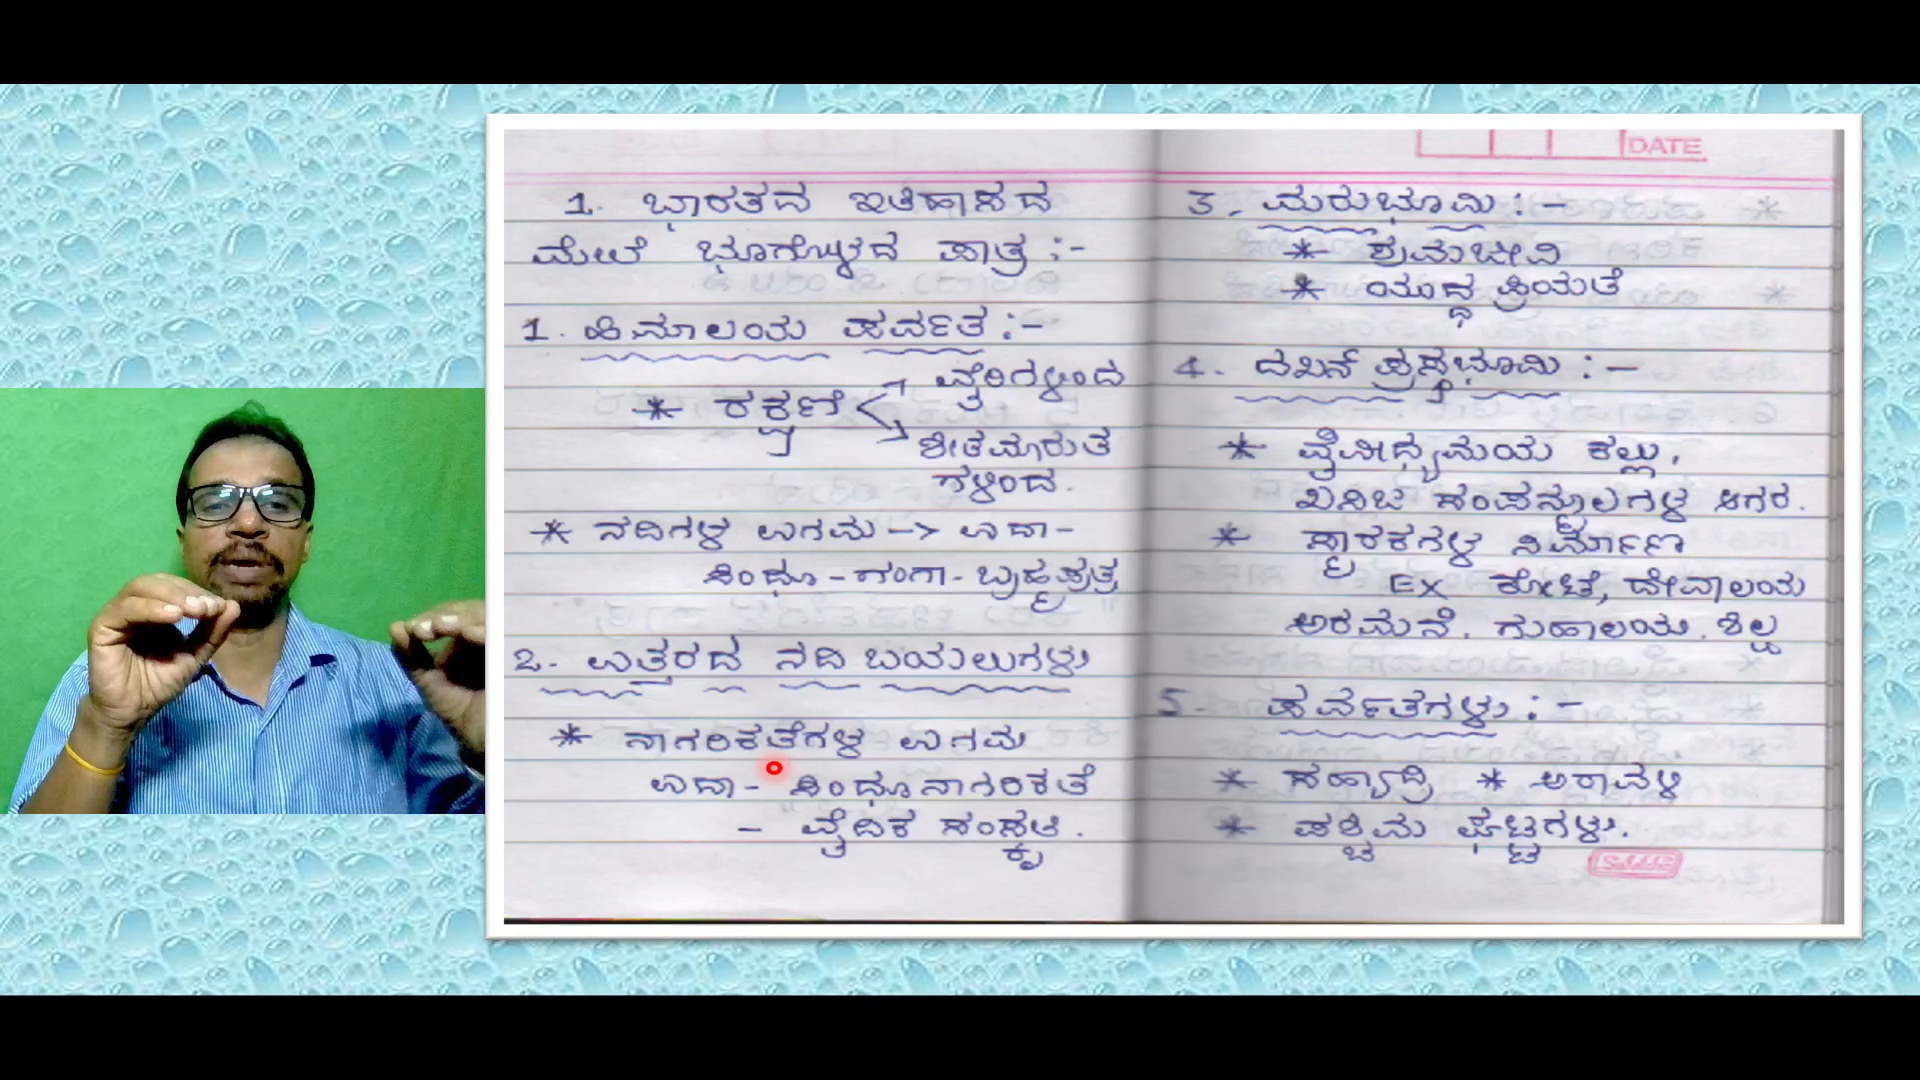 1. ಭಾರತದ ಇತಿಹಾಸದ
ಮೇಲೆ ಭೂಗೋಳದ ಪಾತ್ರ :-
1. ಹಿಮಾಲಯ ಪರ್ವತ :-
* ರಕ್ಷಣೆ
ವೈರಿಗಳಿಂದ
ಶೀತಮಾರುತ
ಗಳಿಂದ.
* ನದಿಗಳ ಉಗಮ -> ಉದಾ -
ಸಿಂಧೂ - ಗಂಗಾ - ಬ್ರಹ್ಮಪುತ್ರ
೨. ಉತ್ತರದ ನದಿ ಬಯಲುಗಳು
* ನಾಗರಿಕತೆಗಳ ಉಗಮ
ಉದಾ - ಸಿಂಧೂನಾಗರಿಕತೆ
- ವೈದಿಕ ಸಂಸ್ಕೃತಿ.
DATE
3. ಮರುಭೂಮಿ :-
* ಶ್ರಮಜೀವಿ
* ಯುದ್ಧ ಪ್ರಿಯತೆ
4. ದಖನ್ ಪ್ರಸ್ತಭೂಮಿ :-
* ವೈವಿಧ್ಯಮಯ ಕಲ್ಲು,
ಖನಿಜ ಸಂಪನ್ಮೂಲಗಳ ಆಗರ.
* ಸ್ಮಾರಕಗಳ ನಿರ್ಮಾಣ
EX ಕೋಟೆ, ದೇವಾಲಯ
ಅರಮನೆ, ಗುಹಾಲಯ, ಶಿಲ್ಪ
5. ಪರ್ವತಗಳು :-
* ಸಹ್ಯಾದ್ರಿ * ಅರಾವಳಿ
* ಪಶ್ಚಿಮ ಘಟ್ಟಗಳು.